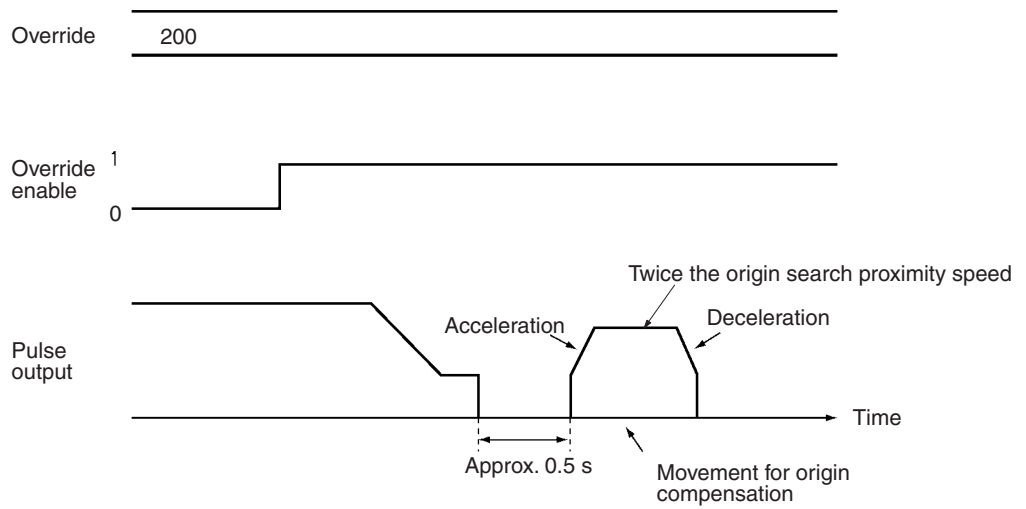 Override
200
Override
enable
1
0
Twice the origin search proximity speed
Acceleration
Deceleration
Pulse
output
Time
Approx. 0.5 s
Movement for origin
compensation